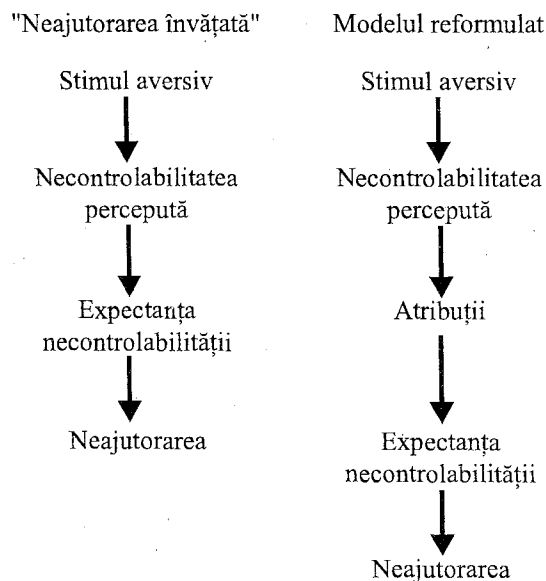 "Neajutorarea învățată"
Stimul aversiv
Necontrolabilitatea
percepută
Expectanța
necontrolabilității
Neajutorarea
Modelul reformulat
Stimul aversiv
Necontrolabilitatea
percepută
Atribuții
Expectanța
necontrolabilității
Neajutorarea